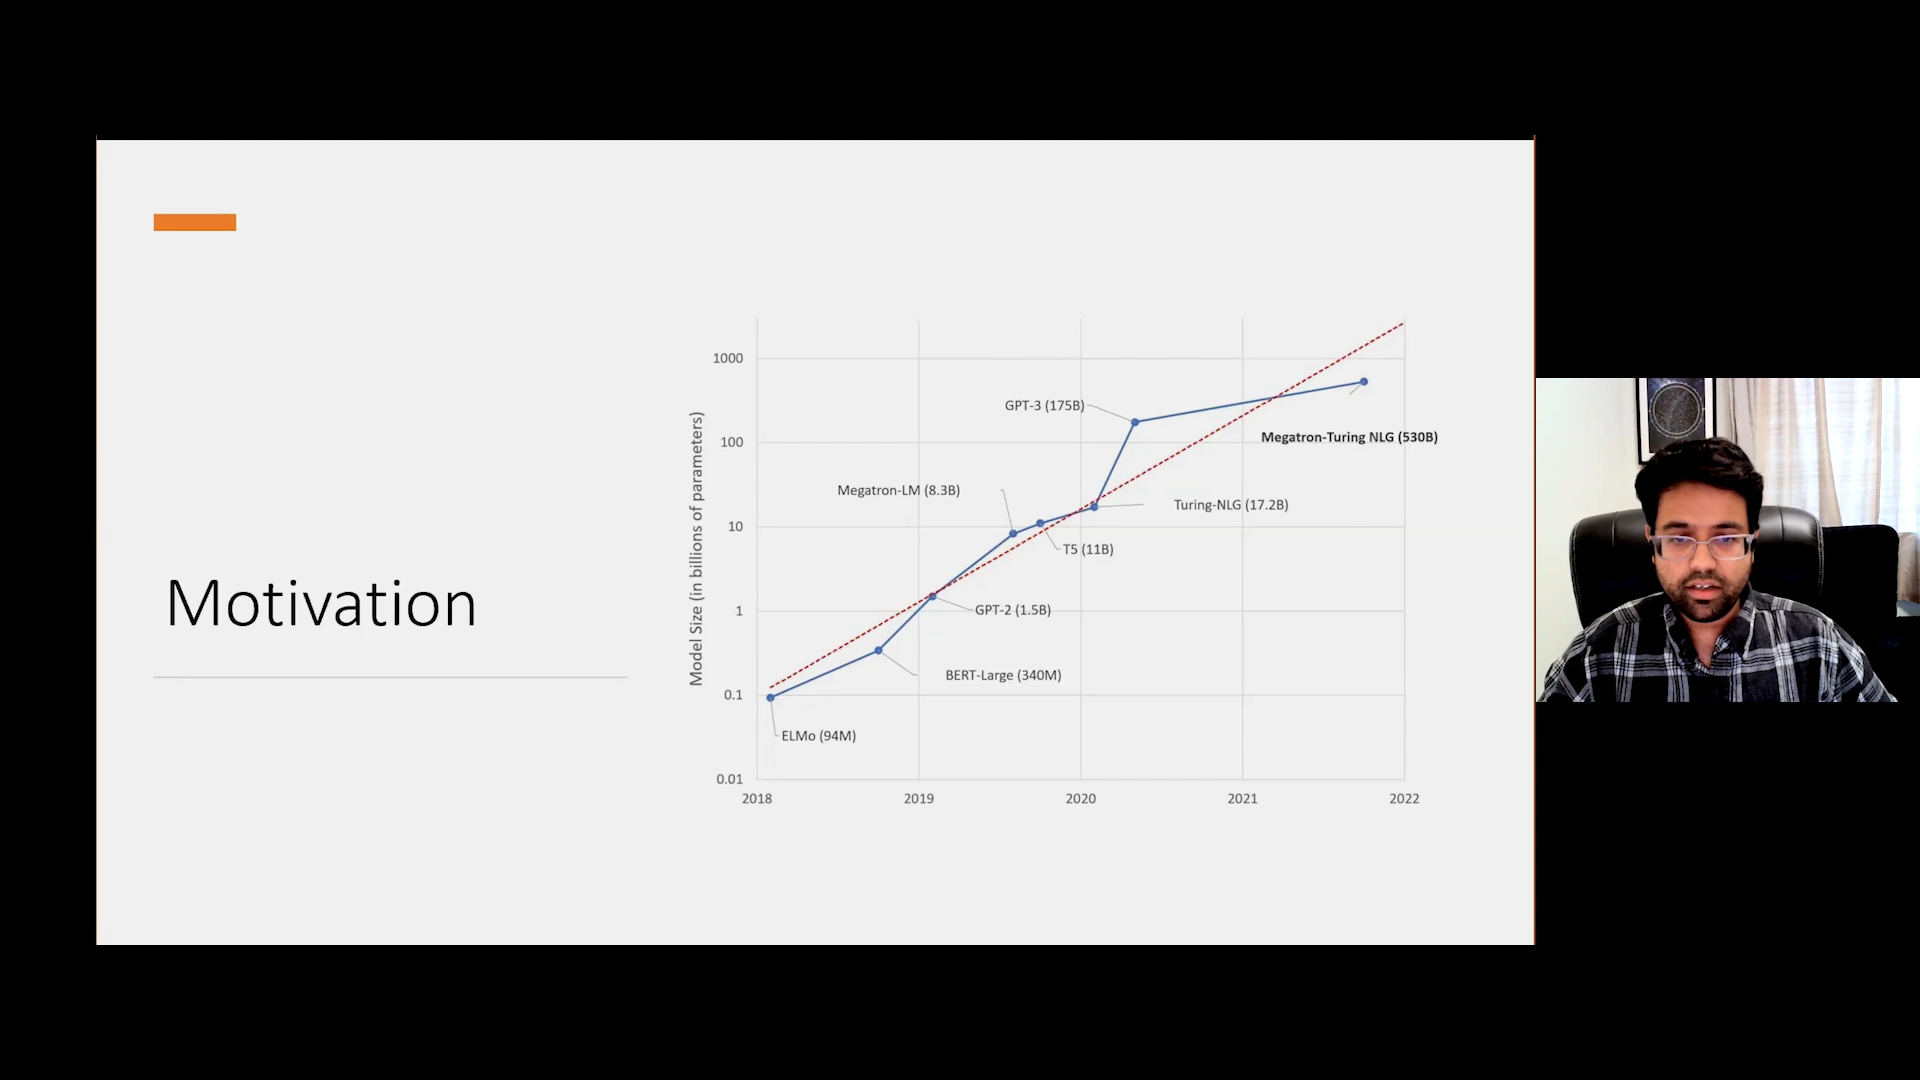 Motivation
Model Size (in billions of parameters)
1000
100
10
1
0.1
0.01
2018
2019
2020
2021
2022
GPT-3 (175B)
Megatron-Turing NLG (530B)
Megatron-LM (8.3B)
Turing-NLG (17.2B)
T5 (11B)
GPT-2 (1.5B)
BERT-Large (340M)
ELMo (94M)